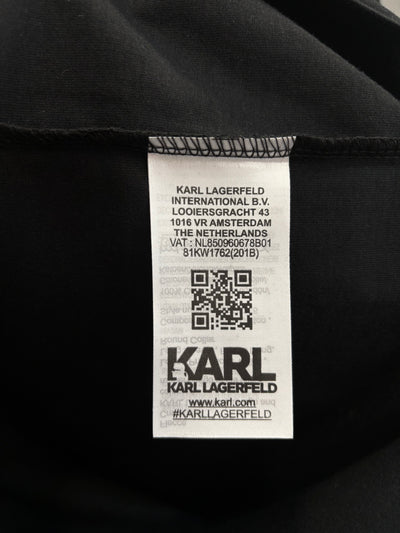 KARL LAGERFELD
INTERNATIONAL B.V.
LOOIERSGRACHT 43
1016 VR AMSTERDAM
THE NETHERLANDS
VAT : NL850960678B01
81KW1762(201B)
KARL
KARL LAGERFELD
www.karl.com
#KARLLAGERFELD